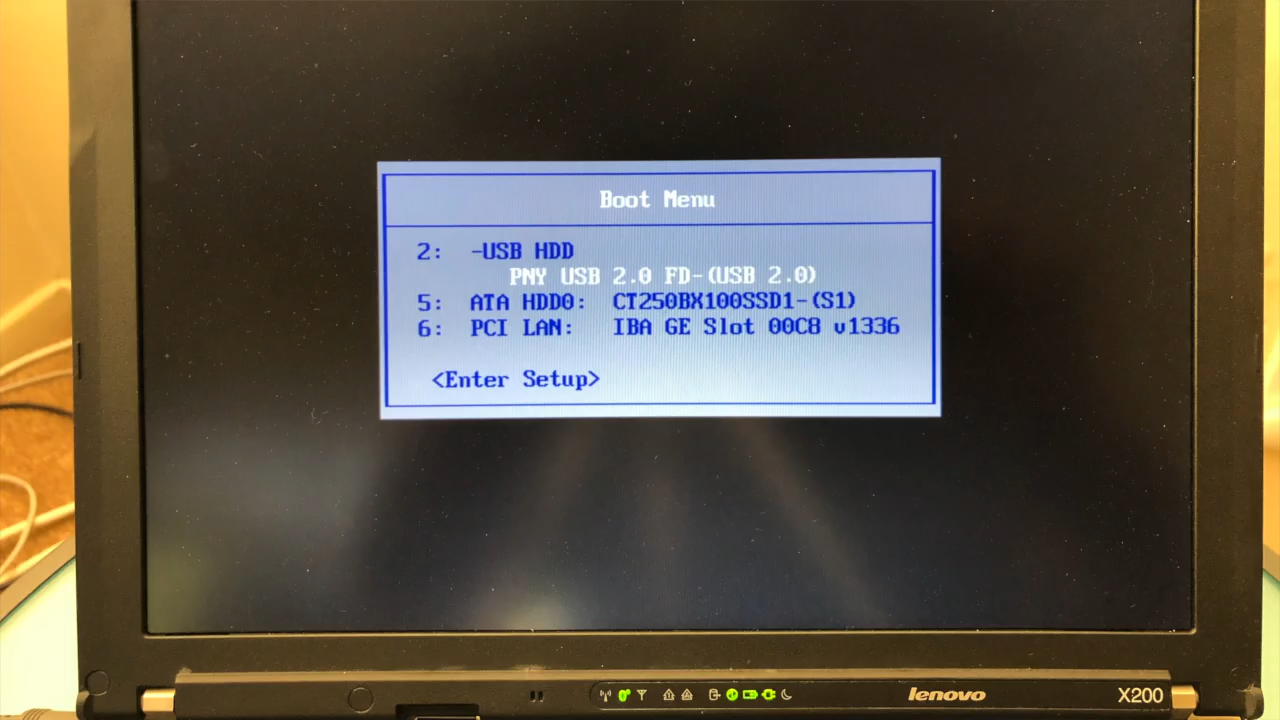 Boot Menu
2: -USB HDD
PNY USB 2.0 FD-(USB 2.0)
5: ATA HDD0: CT250BX100SSD1-(S1)
6: PCI LAN: IBA GE Slot 00C8 v1336
<Enter Setup>
lenovo X200